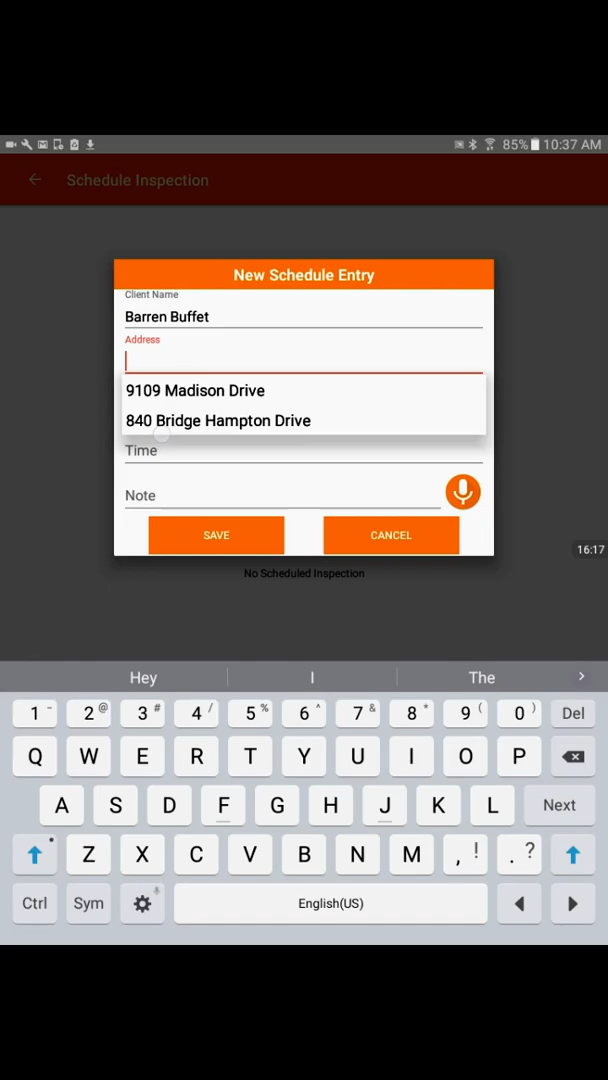 85% 10:37 AM
Schedule Inspection
New Schedule Entry
Client Name
Barren Buffet
Address
9109 Madison Drive
840 Bridge Hampton Drive
Time
Note
SAVE CANCEL
16:17
No Scheduled Inspection
Hey I The
1 - 2 @ 3 # 4 / 5 % 6 ^ 7 & 8 * 9 ( 0 ) Del
Q W E R T Y U I O P
A S D F G H J K L Next
Z X C V B N M , ! . ?
Ctrl Sym English(US)